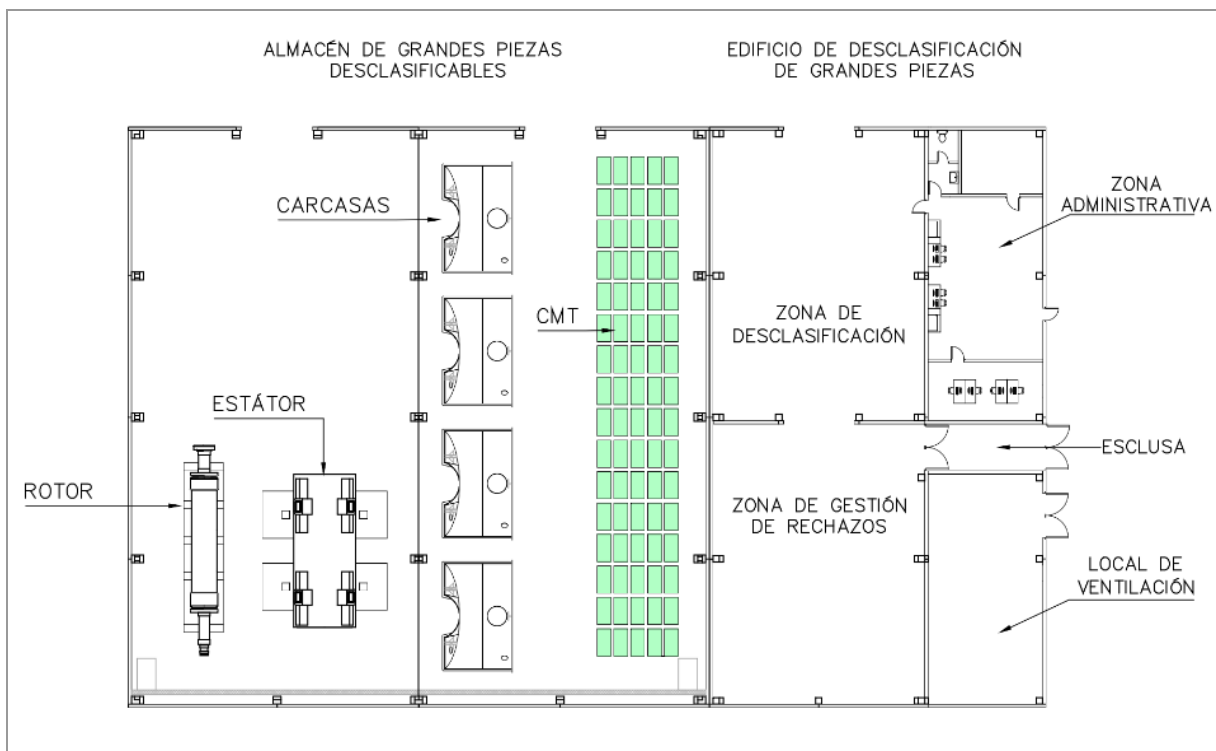 ALMACÉN DE GRANDES PIEZAS
DESCLASIFICABLES
EDIFICIO DE DESCLASIFICACIÓN
DE GRANDES PIEZAS
CARCASAS
ZONA
ADMINISTRATIVA
CMT
ZONA DE
DESCLASIFICACIÓN
ESTÁTOR
ESCLUSA
ROTOR
ZONA DE GESTIÓN
DE RECHAZOS
LOCAL DE
VENTILACIÓN